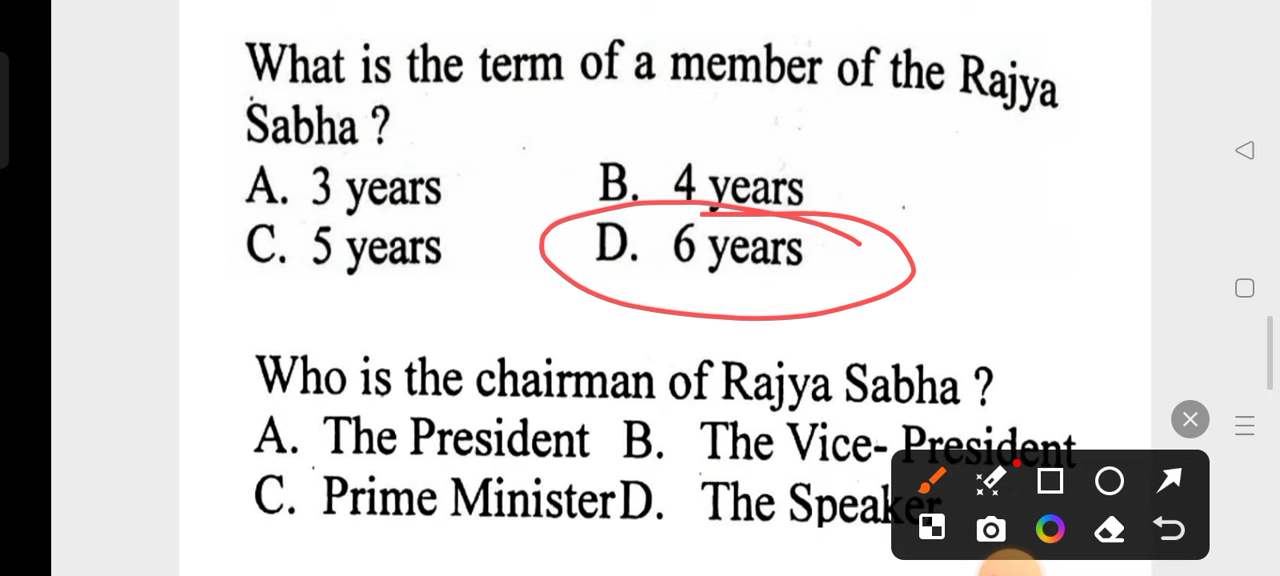 What is the term of a member of the Rajya
Sabha ?
A. 3 years B. 4 years
C. 5 years D. 6 years
Who is the chairman of Rajya Sabha ?
A. The President B. The Vice- President
C. Prime Minister D. The Speaker